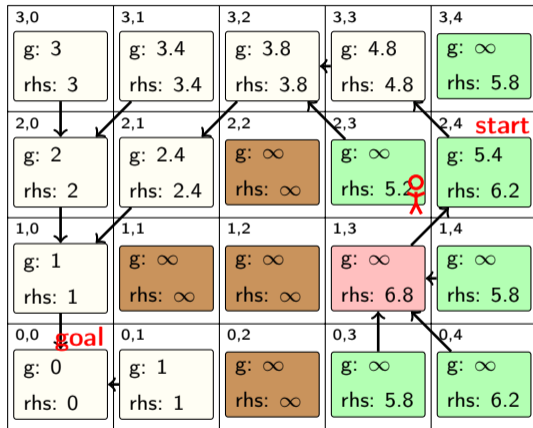 3,0 3,1 3,2 3,3 3,4
g: 3 g: 3.4 g: 3.8 g: 4.8 g: ∞
rhs: 3 rhs: 3.4 rhs: 3.8 rhs: 4.8 rhs: 5.8
2,0 2,1 2,2 2,3 2,4 start
g: 2 g: 2.4 g: ∞ g: ∞ g: 5.4
rhs: 2 rhs: 2.4 rhs: ∞ rhs: 5.2 rhs: 6.2
1,0 1,1 1,2 1,3 1,4
g: 1 g: ∞ g: ∞ g: ∞ g: ∞
rhs: 1 rhs: ∞ rhs: ∞ rhs: 6.8 rhs: 5.8
0,0 goal 0,1 0,2 0,3 0,4
g: 0 g: 1 g: ∞ g: ∞ g: ∞
rhs: 0 rhs: 1 rhs: ∞ rhs: 5.8 rhs: 6.2